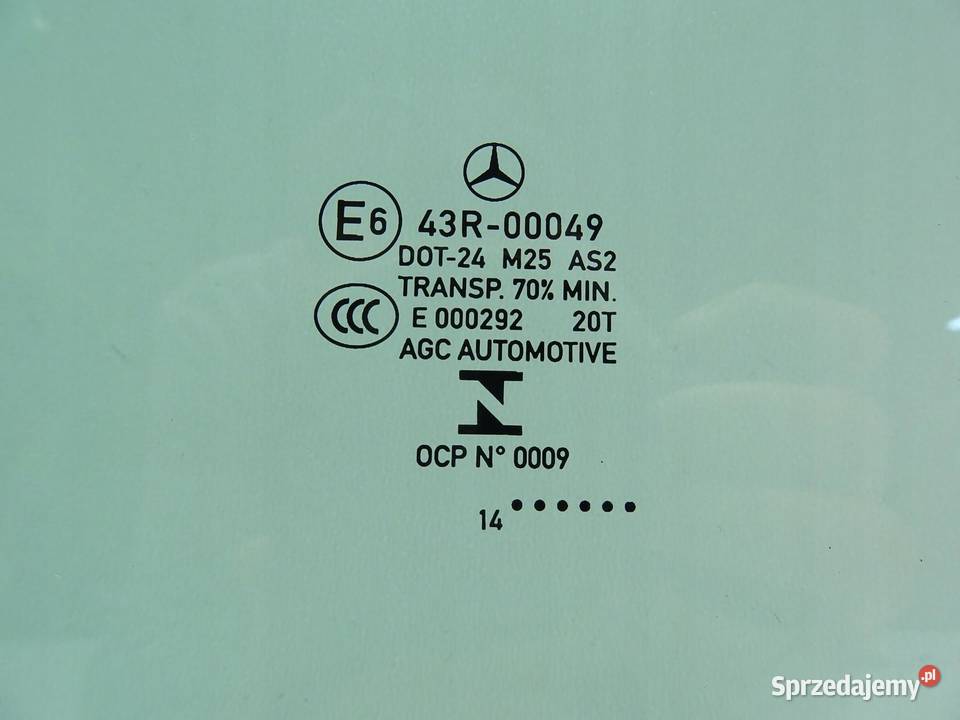 E6 43R-00049
DOT-24 M25 AS2
TRANSP. 70% MIN.
CCC E 000292 20T
AGC AUTOMOTIVE
OCP N° 0009
14 ••••••
Sprzedajemy.pl